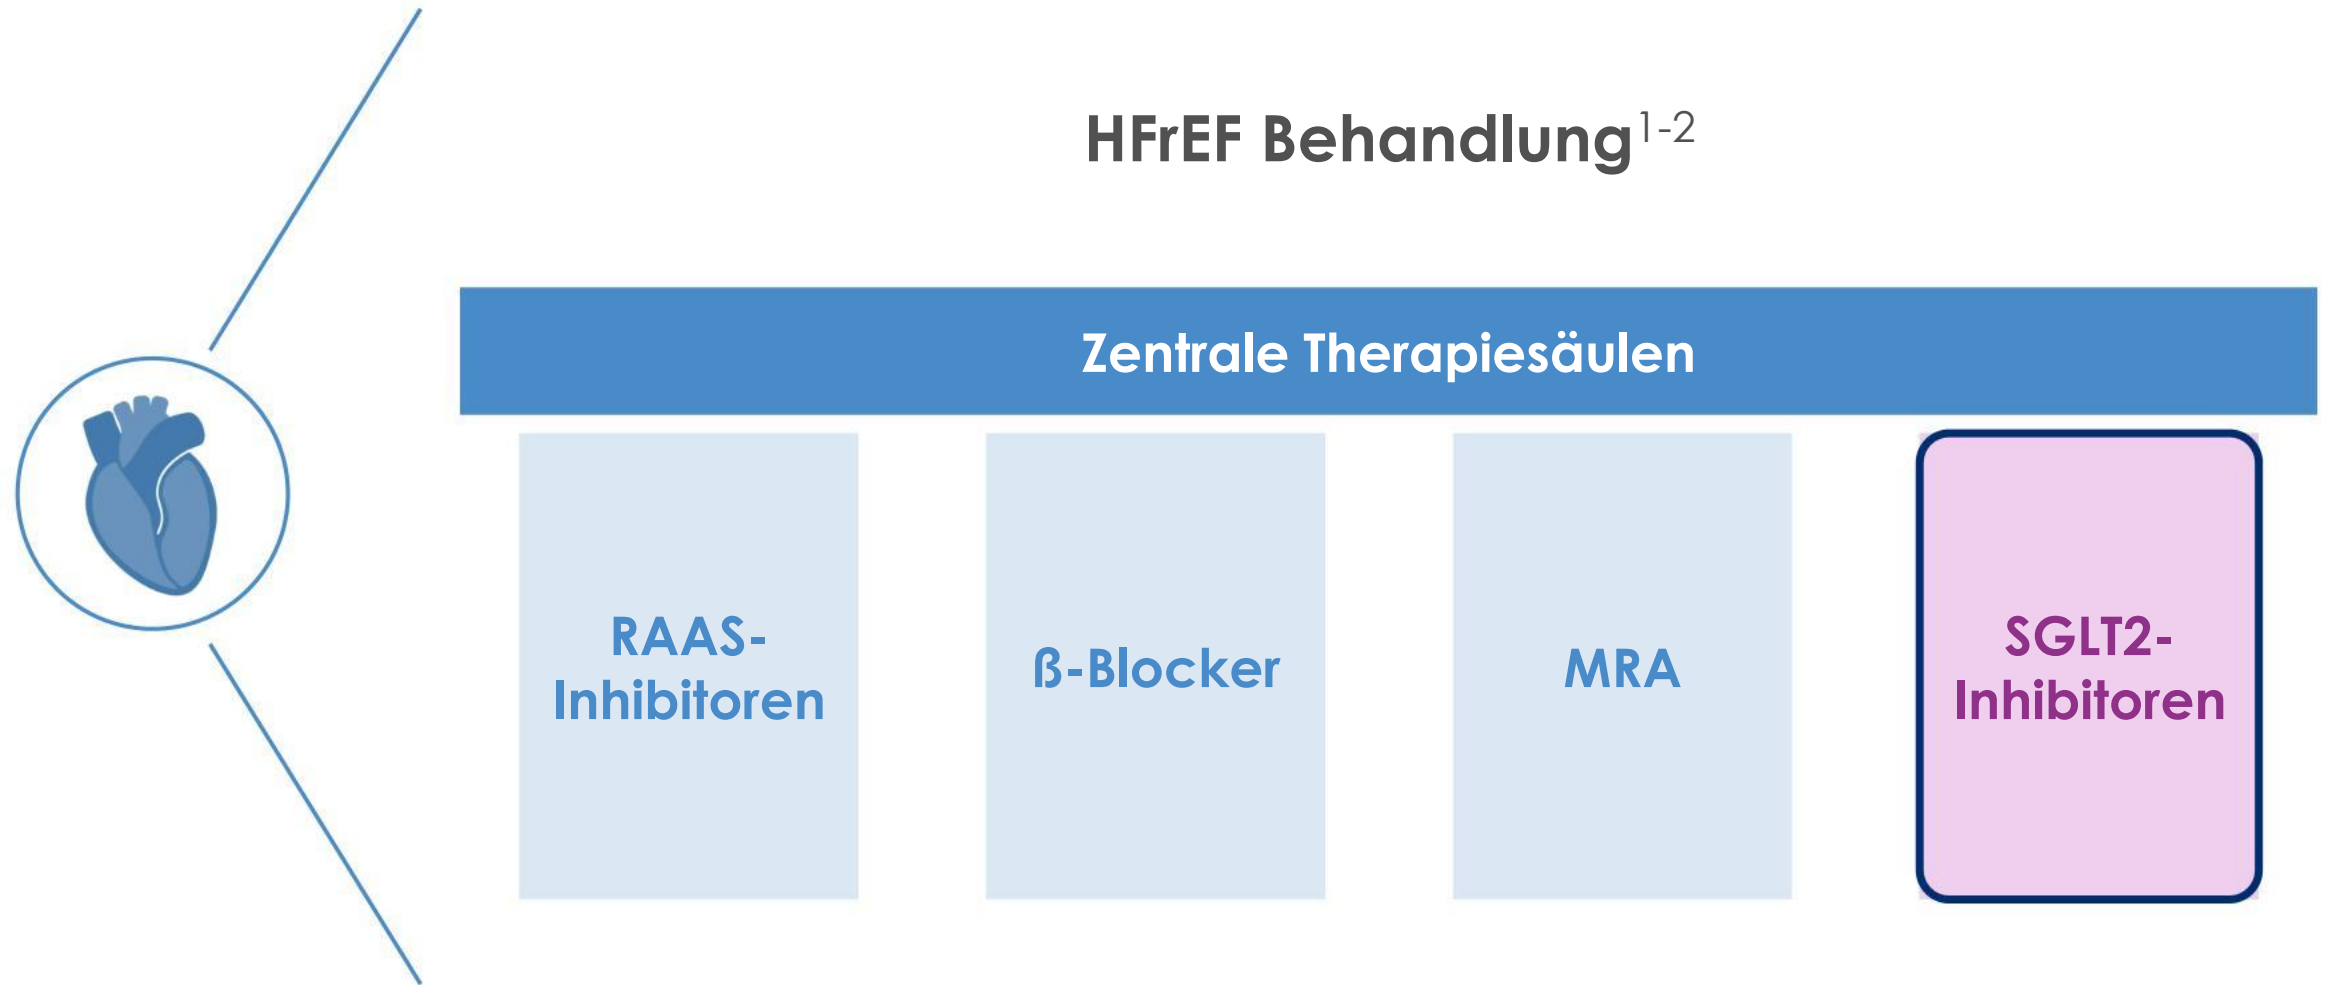 HFrEF Behandlung1-2
Zentrale Therapiesäulen
RAAS-
Inhibitoren
ß-Blocker
MRA
SGLT2-
Inhibitoren